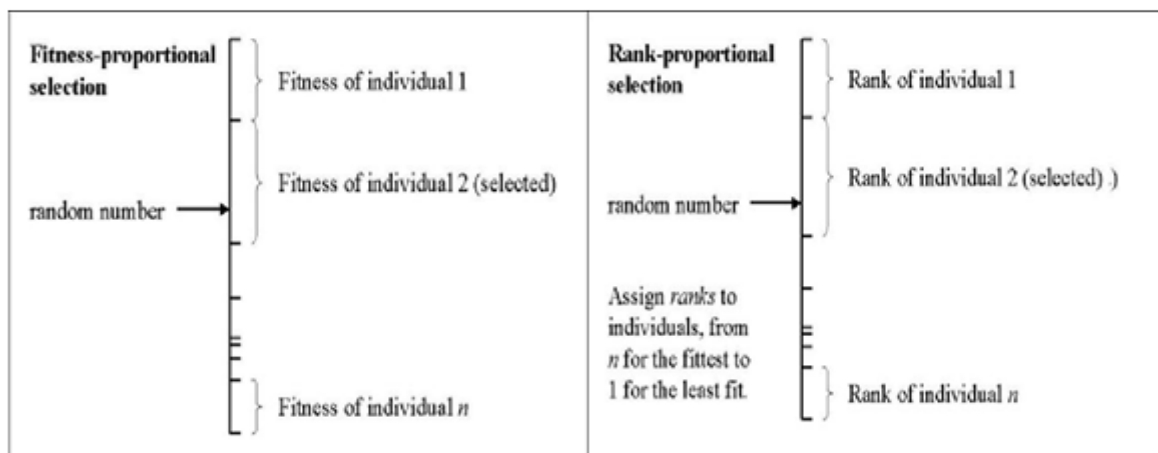 Fitness-proportional
selection
Fitness of individual 1
Fitness of individual 2 (selected)
random number
Fitness of individual n
Rank-proportional
selection
Rank of individual 1
Rank of individual 2 (selected) .)
random number
Assign ranks to
individuals, from
n for the fittest to
1 for the least fit.
Rank of individual n